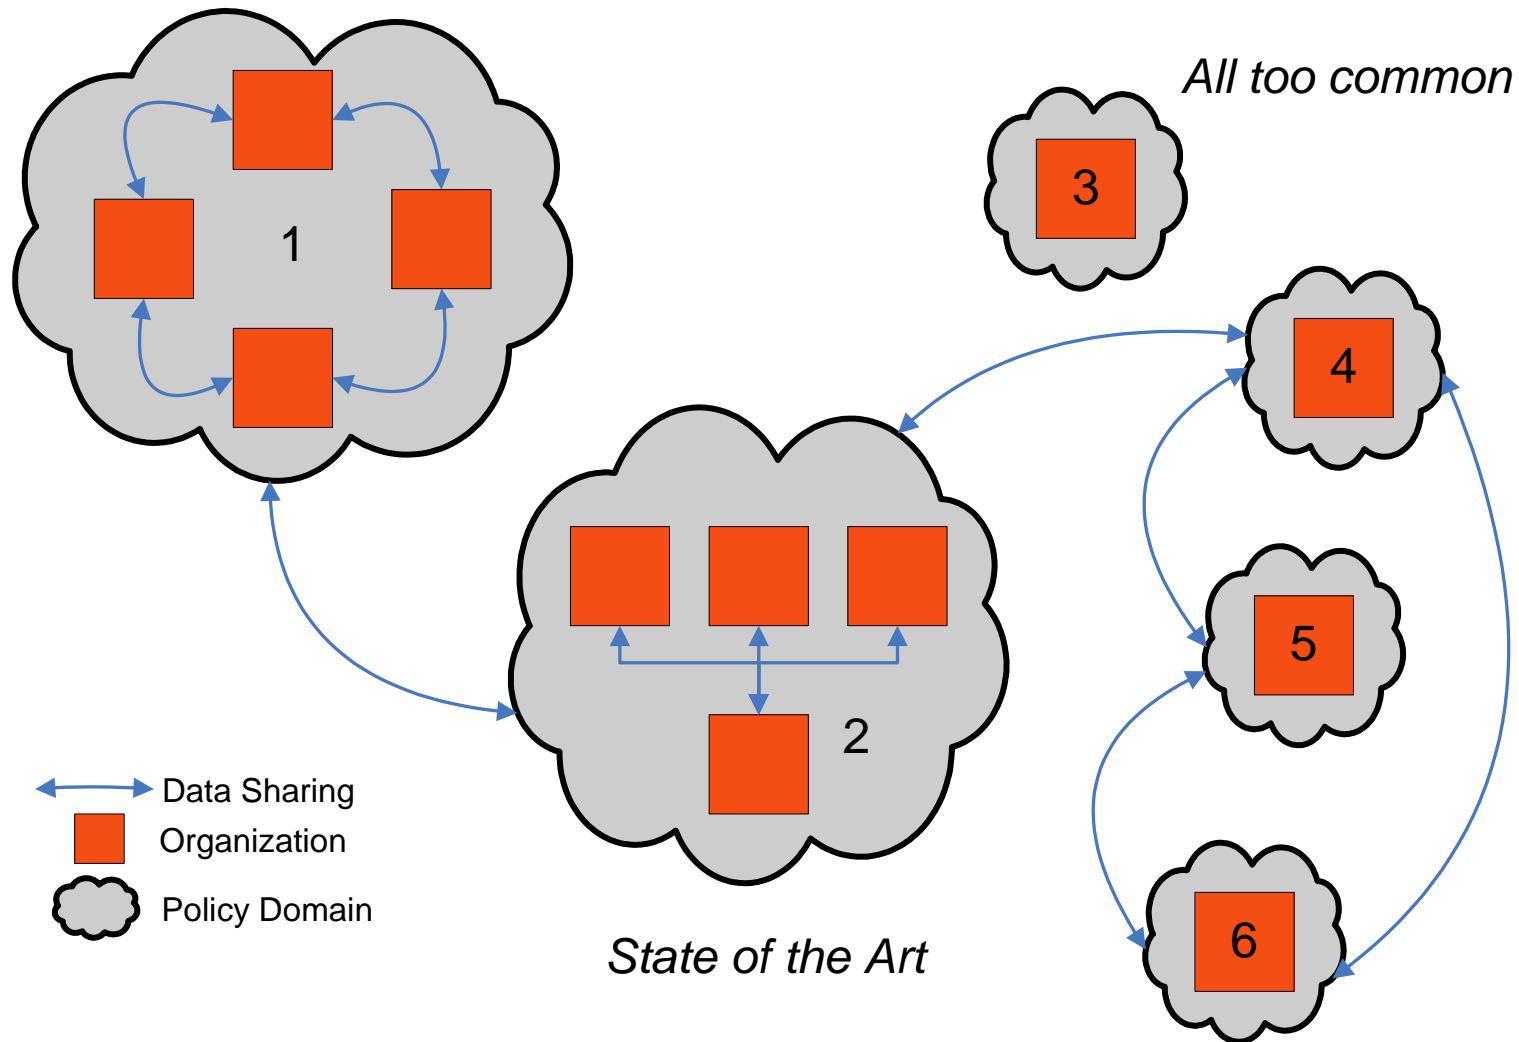 All too common
3
1
4
5
2
Data Sharing
Organization
Policy Domain
6
State of the Art